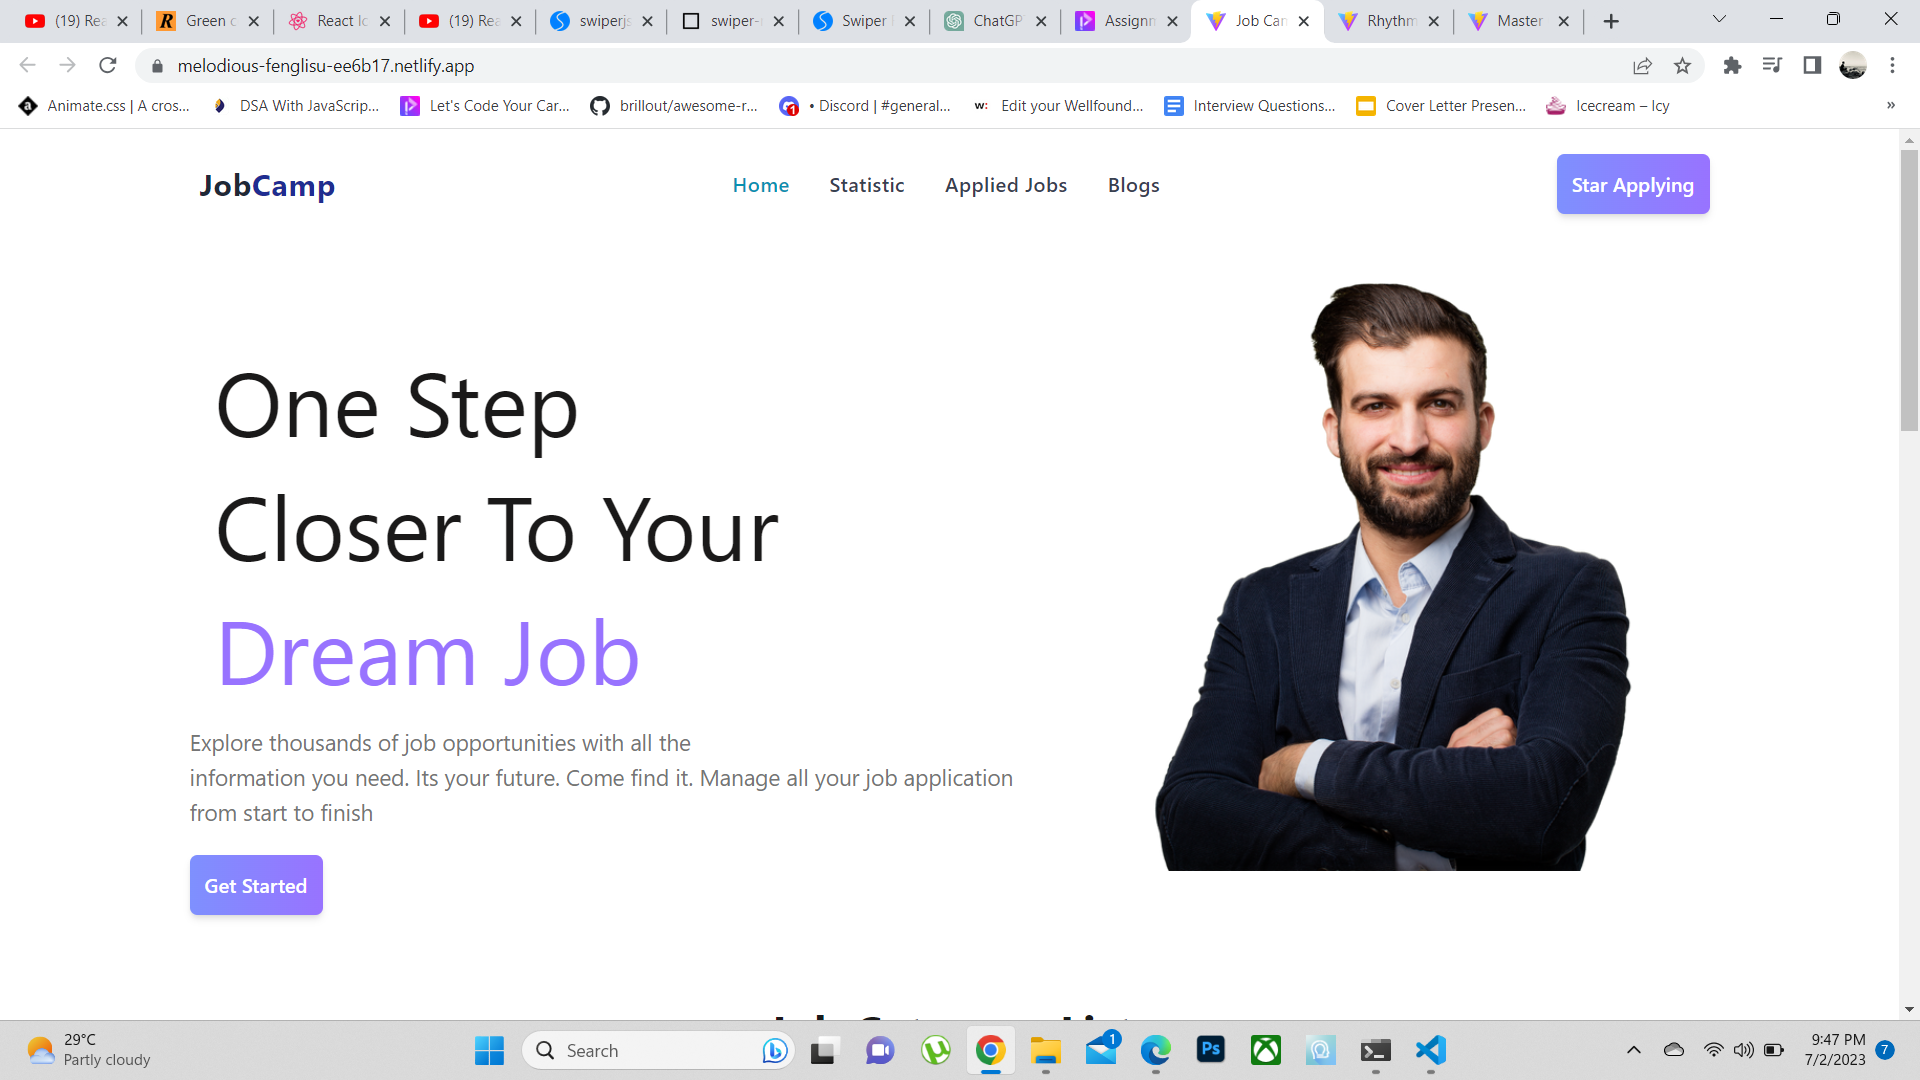 (19) Rea
Green c
React Ic
(19) Rea
swiperjs
swiper-
Swiper
ChatGP
Assignm
Job Cam
Rhythm
Master
melodious-fenglisu-ee6b17.netlify.app
Animate.css | A cros...
DSA With JavaScrip...
Let's Code Your Car...
brillout/awesome-r...
• Discord | #general...
Edit your Wellfound...
Interview Questions...
Cover Letter Presen...
Icecream – Icy
»
JobCamp
Home
Statistic
Applied Jobs
Blogs
Star Applying
One Step
Closer To Your
Dream Job
Explore thousands of job opportunities with all the
information you need. Its your future. Come find it. Manage all your job application
from start to finish
Get Started
29°C
Partly cloudy
Search
1
Ps
9:47 PM
7/2/2023
7